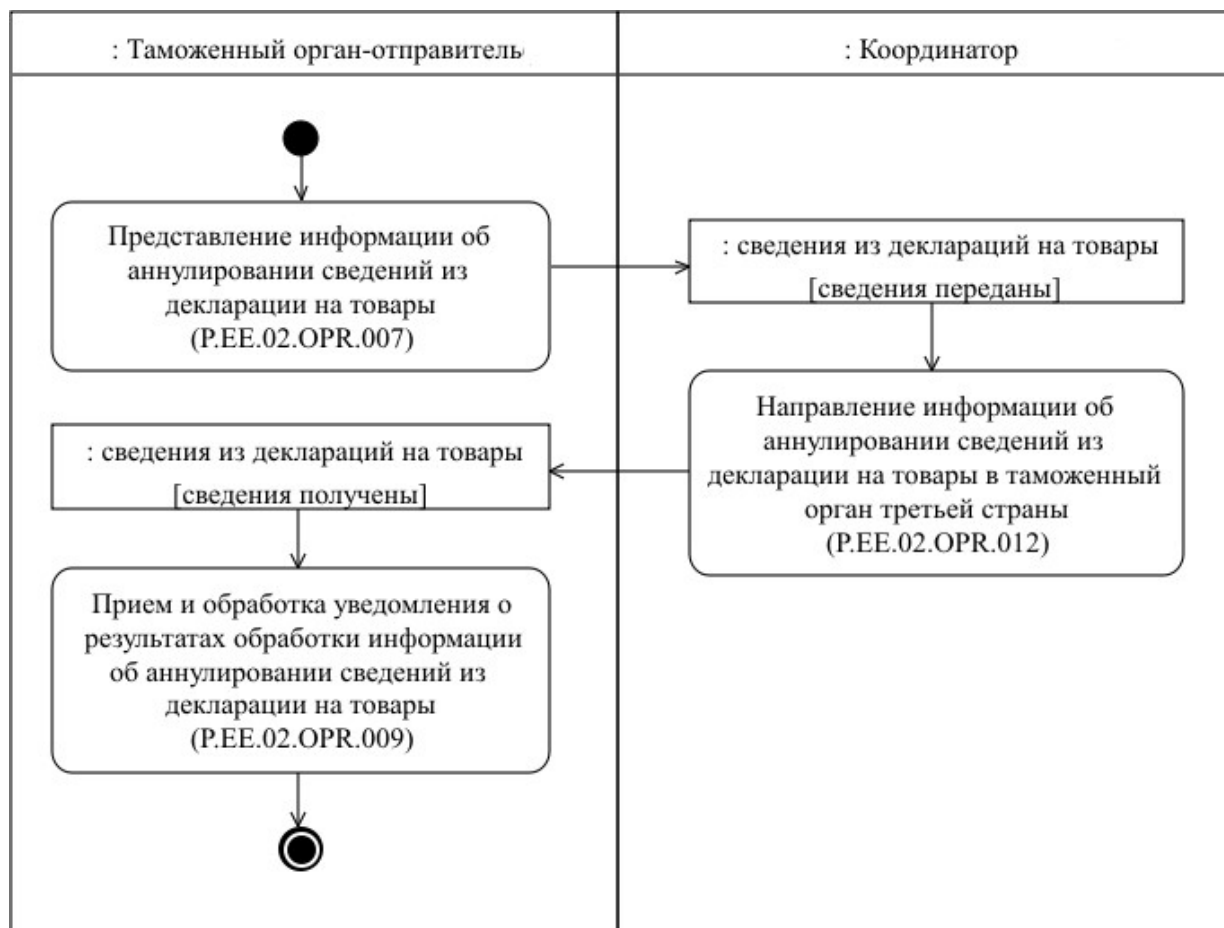 : Таможенный орган-отправитель
: Координатор
Представление информации об
аннулировании сведений из
декларации на товары
(P.EE.02.OPR.007)
: сведения из деклараций на товары
[сведения переданы]
Направление информации об
аннулировании сведений из
декларации на товары в таможенный
орган третьей страны
(P.EE.02.OPR.012)
: сведения из деклараций на товары
[сведения получены]
Прием и обработка уведомления о
результатах обработки информации
об аннулировании сведений из
декларации на товары
(P.EE.02.OPR.009)